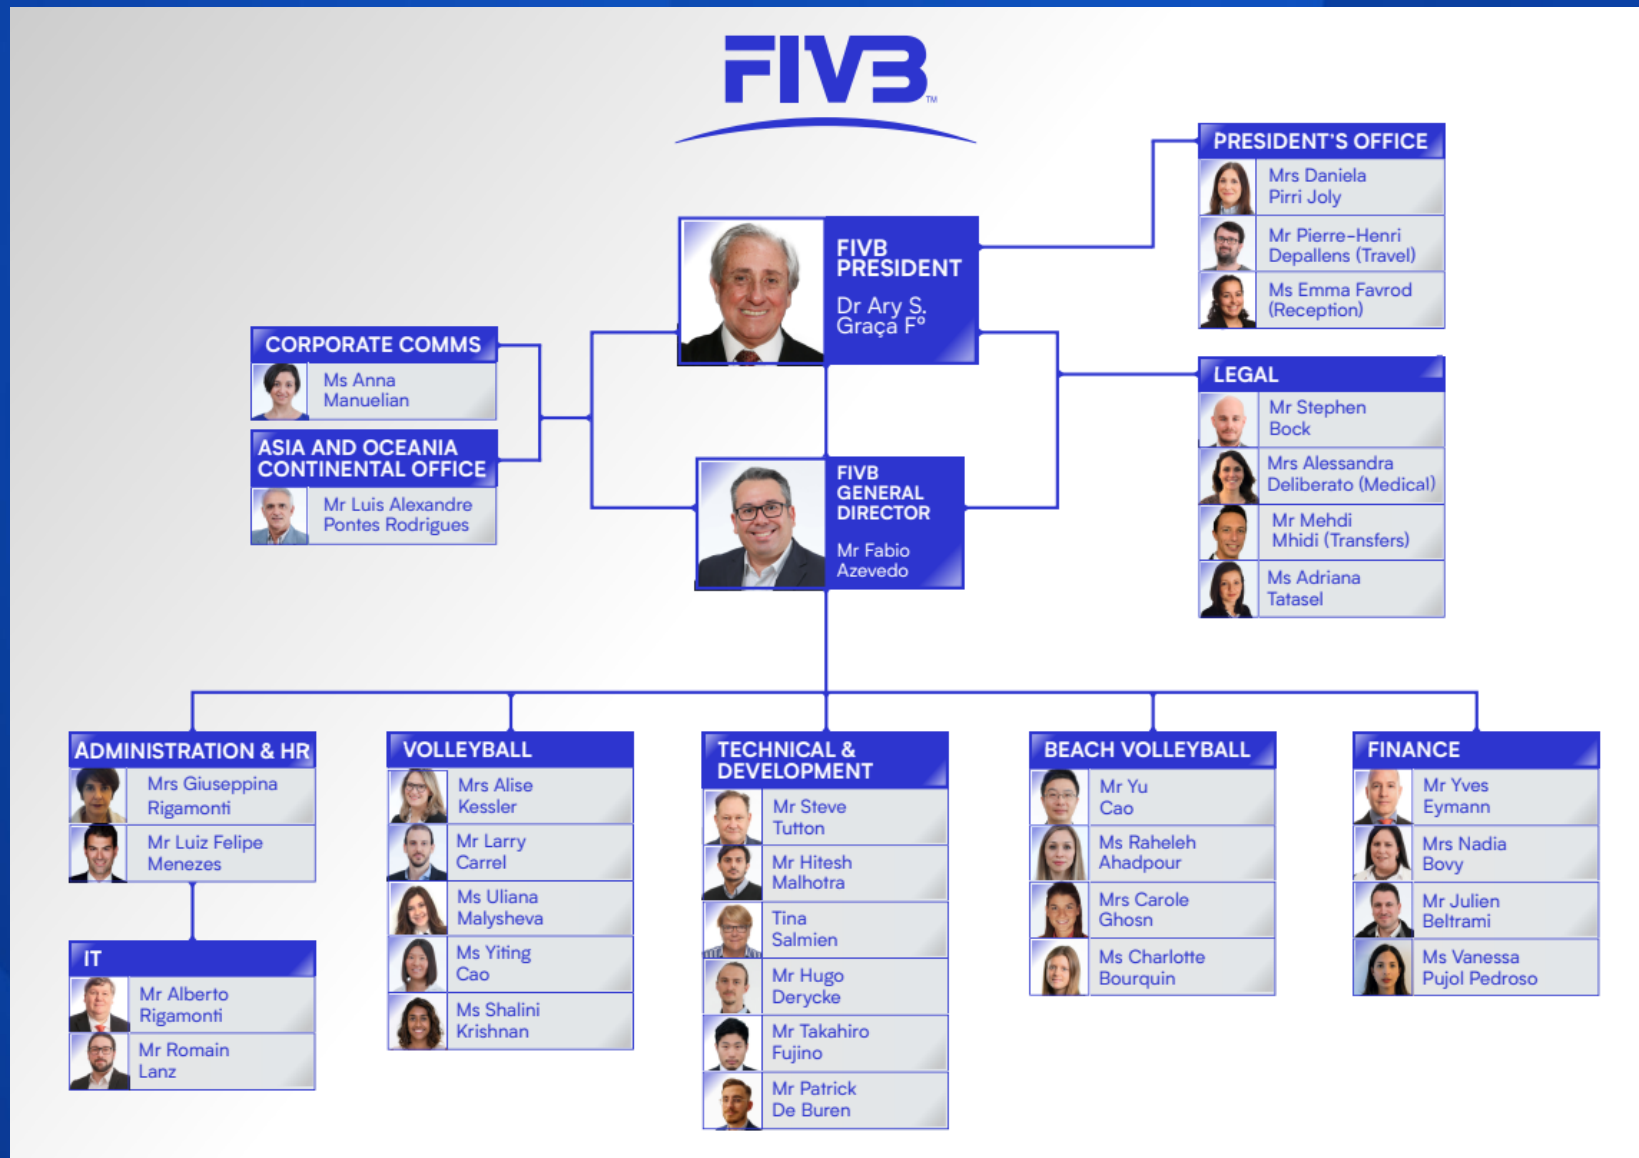 FIVB
TM
PRESIDENT'S OFFICE
Mrs Daniela
Pirri Joly
Mr Pierre-Henri
Depallens (Travel)
Ms Emma Favrod
(Reception)
FIVB
PRESIDENT
Dr Ary S.
Graça Fº
CORPORATE COMMS
Ms Anna
Manuelian
ASIA AND OCEANIA
CONTINENTAL OFFICE
Mr Luis Alexandre
Pontes Rodrigues
LEGAL
Mr Stephen
Bock
Mrs Alessandra
Deliberato (Medical)
Mr Mehdi
Mhidi (Transfers)
Ms Adriana
Tatasel
FIVB
GENERAL
DIRECTOR
Mr Fabio
Azevedo
ADMINISTRATION & HR
Mrs Giuseppina
Rigamonti
Mr Luiz Felipe
Menezes
IT
Mr Alberto
Rigamonti
Mr Romain
Lanz
VOLLEYBALL
Mrs Alise
Kessler
Mr Larry
Carrel
Ms Uliana
Malysheva
Ms Yiting
Cao
Ms Shalini
Krishnan
TECHNICAL &
DEVELOPMENT
Mr Steve
Tutton
Mr Hitesh
Malhotra
Tina
Salmien
Mr Hugo
Derycke
Mr Takahiro
Fujino
Mr Patrick
De Buren
BEACH VOLLEYBALL
Mr Yu
Cao
Ms Raheleh
Ahadpour
Mrs Carole
Ghosn
Ms Charlotte
Bourquin
FINANCE
Mr Yves
Eymann
Mrs Nadia
Bovy
Mr Julien
Beltrami
Ms Vanessa
Pujol Pedroso